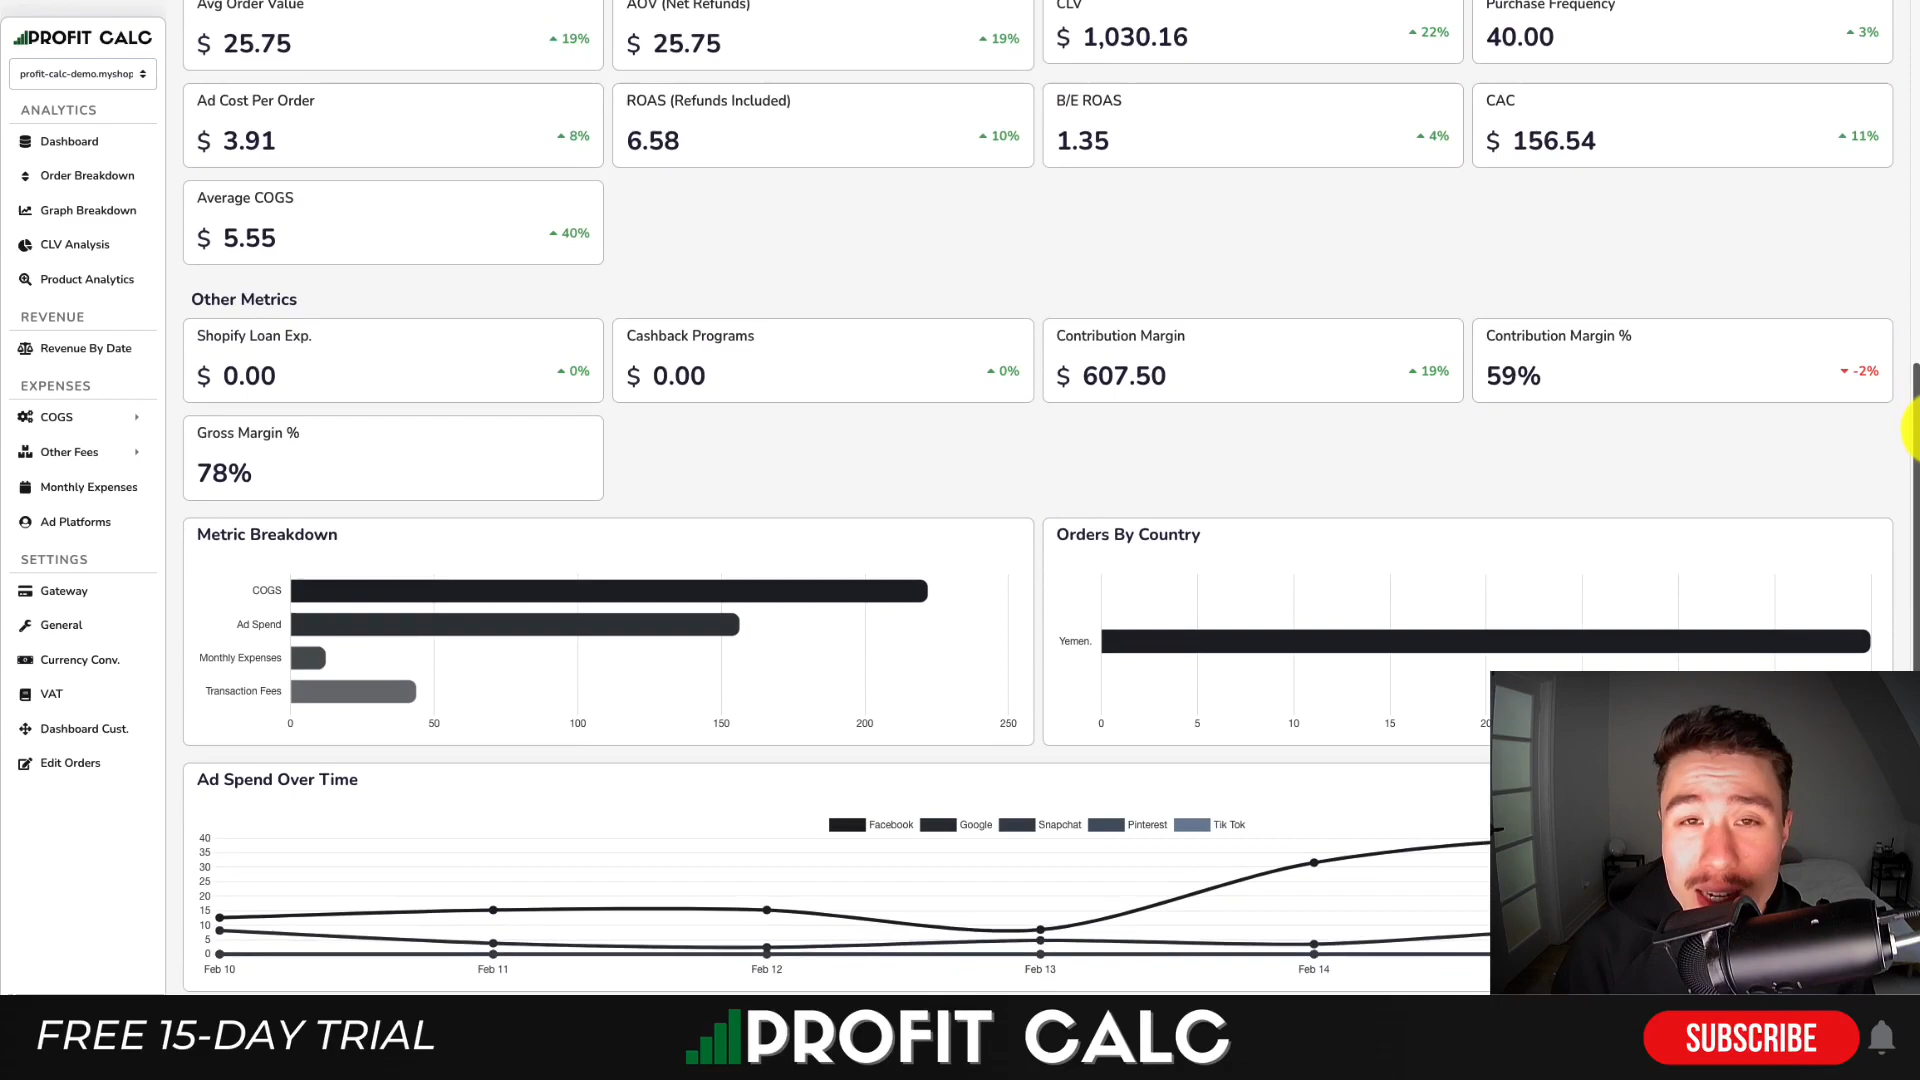 Avg Order Value
$ 25.75
19%
AOV (Net Refunds)
$ 25.75
19%
CLV
$ 1,030.16
22%
Purchase Frequency
40.00
3%
PROFIT CALC
profit-calc-demo.myshop
ANALYTICS
Dashboard
Order Breakdown
Graph Breakdown
CLV Analysis
Product Analytics
REVENUE
Revenue By Date
EXPENSES
COGS
Other Fees
Monthly Expenses
Ad Platforms
SETTINGS
Gateway
General
Currency Conv.
VAT
Dashboard Cust.
Edit Orders
Ad Cost Per Order
$ 3.91
8%
ROAS (Refunds Included)
6.58
10%
B/E ROAS
1.35
4%
CAC
$ 156.54
11%
Average COGS
$ 5.55
40%
Other Metrics
Shopify Loan Exp.
$ 0.00
0%
Cashback Programs
$ 0.00
0%
Contribution Margin
$ 607.50
19%
Contribution Margin %
59%
-2%
Gross Margin %
78%
Metric Breakdown
COGS
Ad Spend
Monthly Expenses
Transaction Fees
0 50 100 150 200 250
Orders By Country
Yemen.
0 5 10 15
Ad Spend Over Time
Facebook Google Snapchat Pinterest Tik Tok
40
35
30
25
20
15
10
5
0
Feb 10 Feb 11 Feb 12 Feb 13 Feb 14
FREE 15-DAY TRIAL
PROFIT CALC
SUBSCRIBE